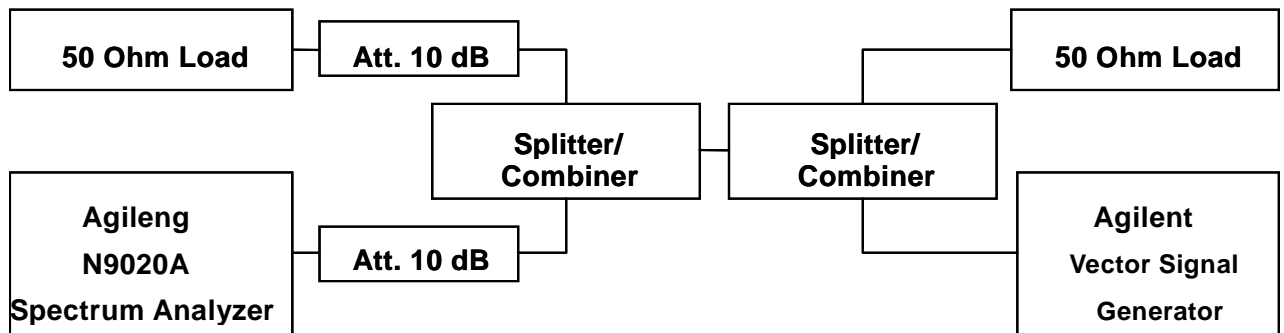 50 Ohm Load
Att. 10 dB
50 Ohm Load
Splitter/
Combiner
Splitter/
Combiner
Agileng
N9020A
Spectrum Analyzer
Att. 10 dB
Agilent
Vector Signal
Generator